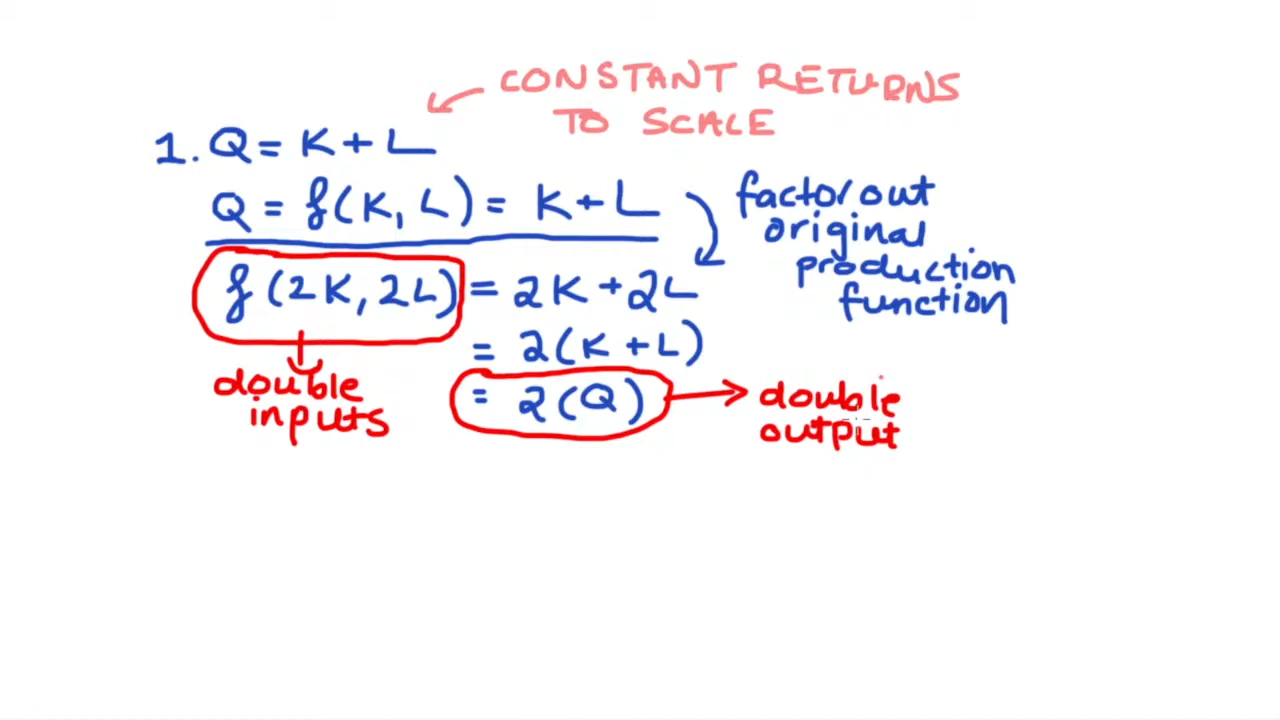 CONSTANT RETURNS
TO SCALE
1. Q = K + L
Q = f(K, L) = K + L
factor out
original
production
function
f(2K, 2L) = 2K + 2L
= 2(K + L)
= 2(Q)
double
inputs
double
output